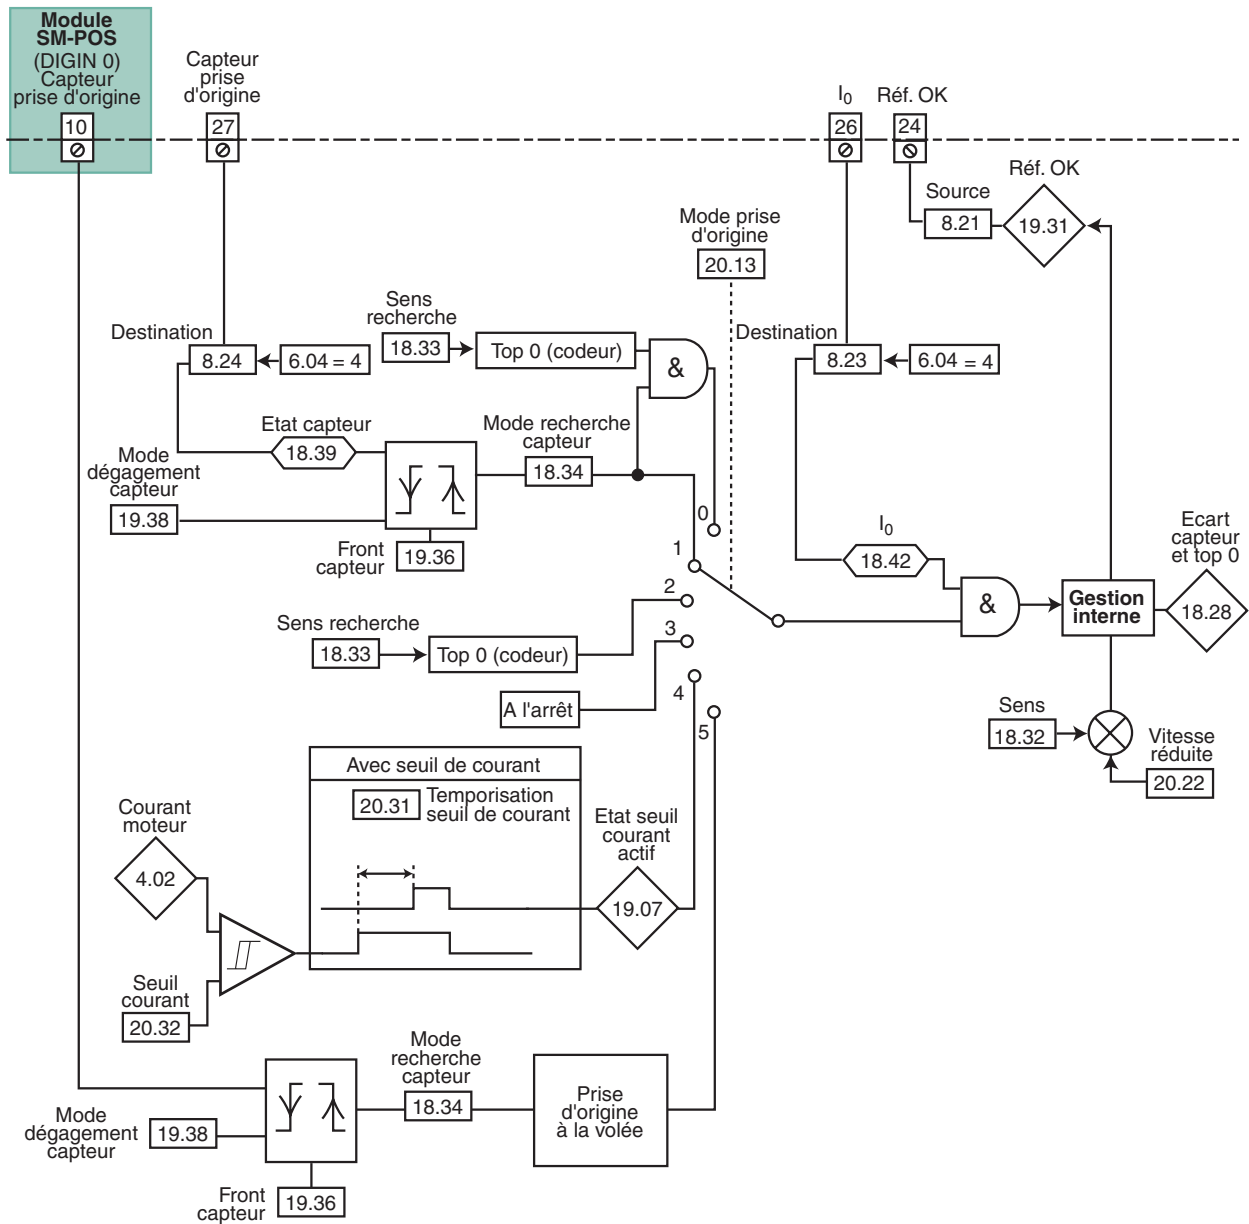 Module
SM-POS
(DIGIN 0)
Capteur
prise d'origine
10
Capteur
prise
d'origine
27
I0
26
Réf. OK
24
Réf. OK
Source
8.21
19.31
Mode prise
d'origine
20.13
Sens
recherche
18.33
Top 0 (codeur)
&
Destination
8.24
6.04 = 4
Destination
8.23
6.04 = 4
Etat capteur
18.39
Mode
dégagement
capteur
19.38
Mode recherche
capteur
18.34
Front
capteur
19.36
0
1
2
3
4
5
I0
18.42
&
Gestion
interne
Ecart
capteur
et top 0
18.28
Sens recherche
18.33
Top 0 (codeur)
A l'arrêt
Sens
18.32
Vitesse
réduite
20.22
Avec seuil de courant
20.31
Temporisation
seuil de courant
Courant
moteur
4.02
Etat seuil
courant
actif
19.07
Seuil
courant
20.32
Mode
recherche
capteur
18.34
Prise
d'origine
à la volée
Mode
dégagement
capteur
19.38
Front
capteur
19.36